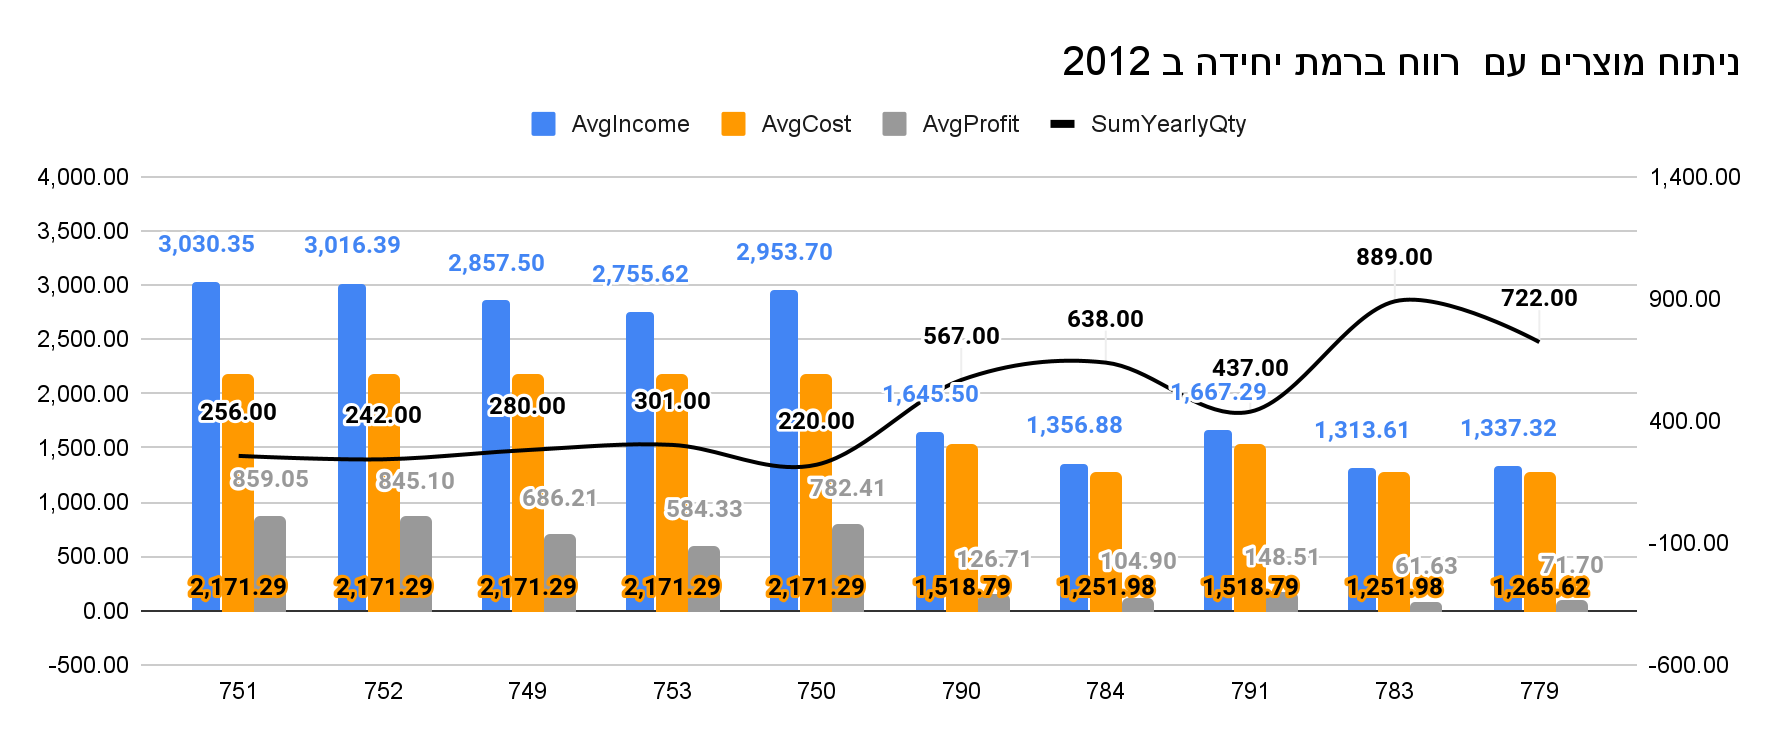 ניתוח מוצרים עם רווח ברמת יחידה ב 2012
AvgIncome AvgCost AvgProfit SumYearlyQty
4,000.00 1,400.00
3,500.00
3,000.00 900.00
2,500.00
2,000.00 400.00
1,500.00
1,000.00 -100.00
500.00
0.00
-500.00 -600.00
3,030.35 3,016.39 2,857.50 2,755.62 2,953.70 1,645.50 1,356.88 1,667.29 1,313.61 1,337.32
256.00 242.00 280.00 301.00 220.00 567.00 638.00 437.00 889.00 722.00
859.05 845.10 686.21 584.33 782.41 126.71 104.90 148.51 61.63 71.70
2,171.29 2,171.29 2,171.29 2,171.29 2,171.29 1,518.79 1,251.98 1,518.79 1,251.98 1,265.62
751 752 749 753 750 790 784 791 783 779